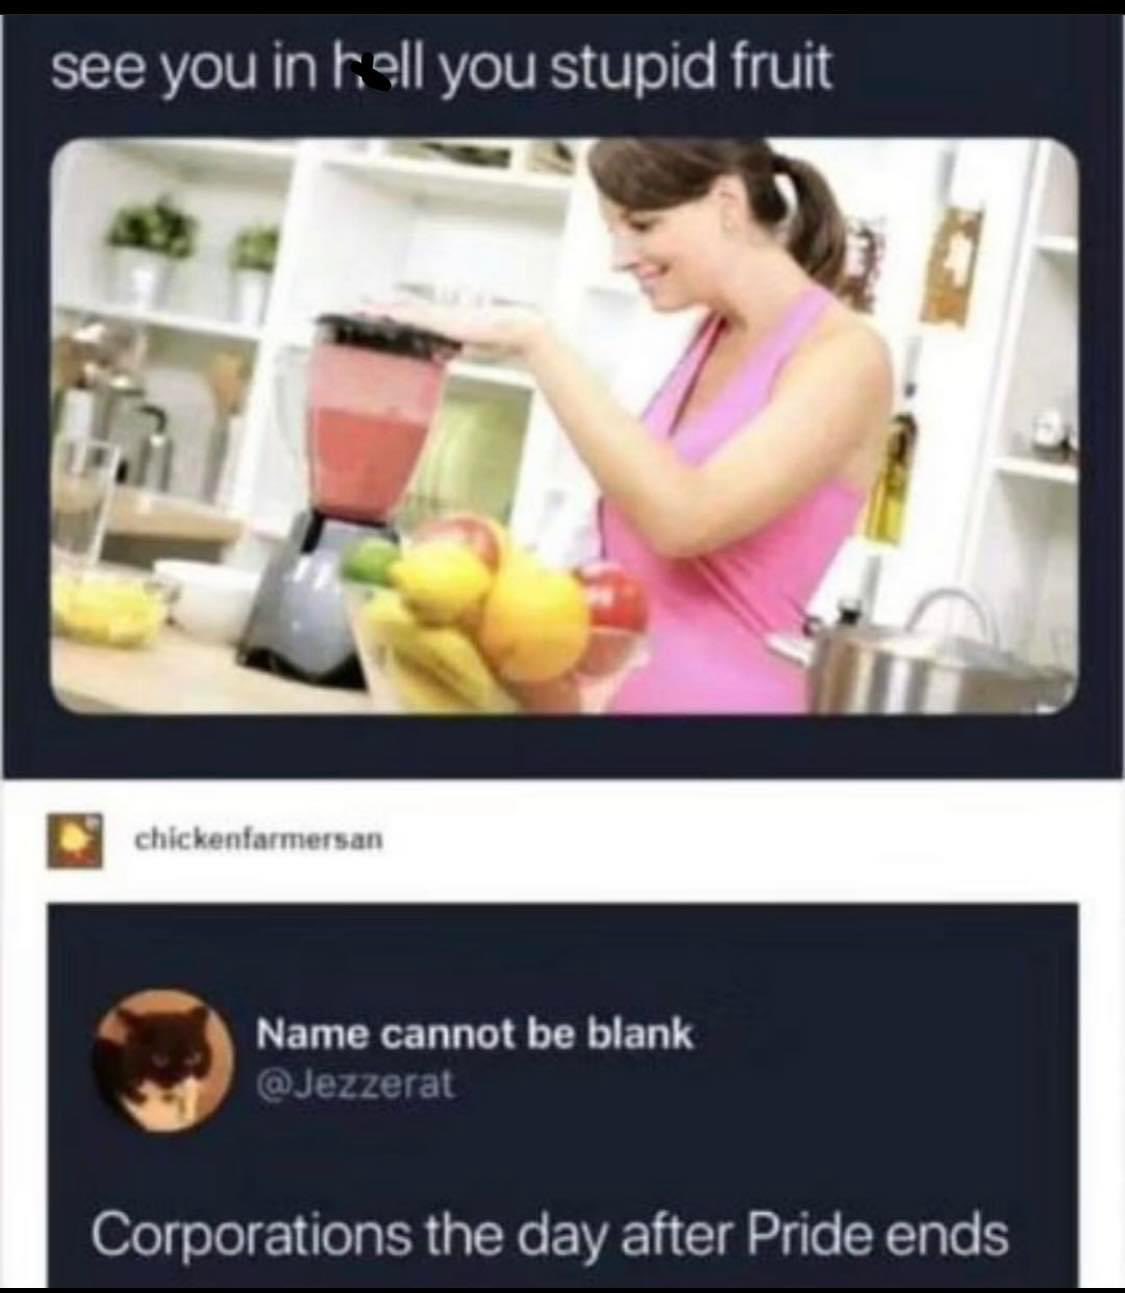 see you in hell you stupid fruit
chickenfarmersan
Name cannot be blank
@Jezzerat
Corporations the day after Pride ends